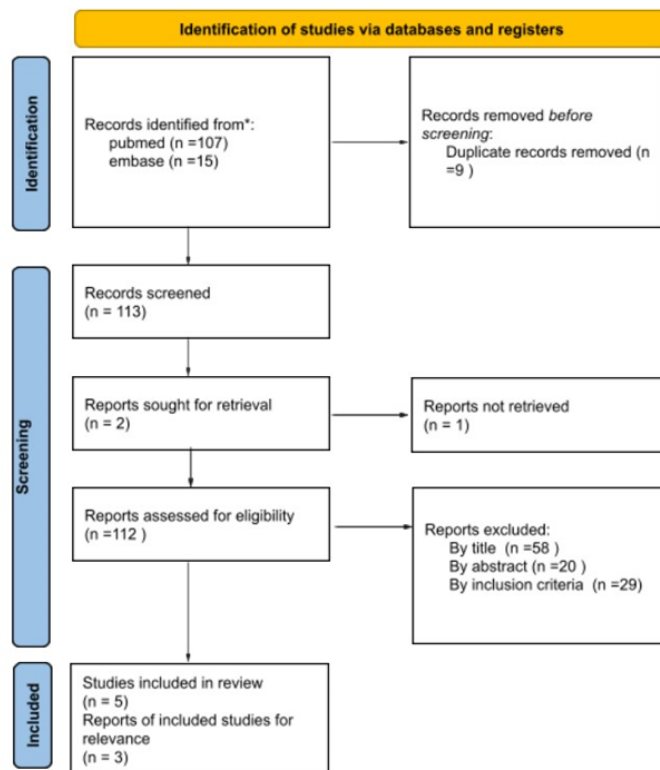 Identification of studies via databases and registers
Identification
Records identified from*:
pubmed (n =107)
embase (n =15)
Records removed before
screening:
Duplicate records removed (n
=9 )
Screening
Records screened
(n = 113)
Reports sought for retrieval
(n = 2)
Reports not retrieved
(n = 1)
Reports assessed for eligibility
(n =112 )
Reports excluded:
By title (n =58 )
By abstract (n =20 )
By inclusion criteria (n =29)
Included
Studies included in review
(n = 5)
Reports of included studies for
relevance
(n = 3)